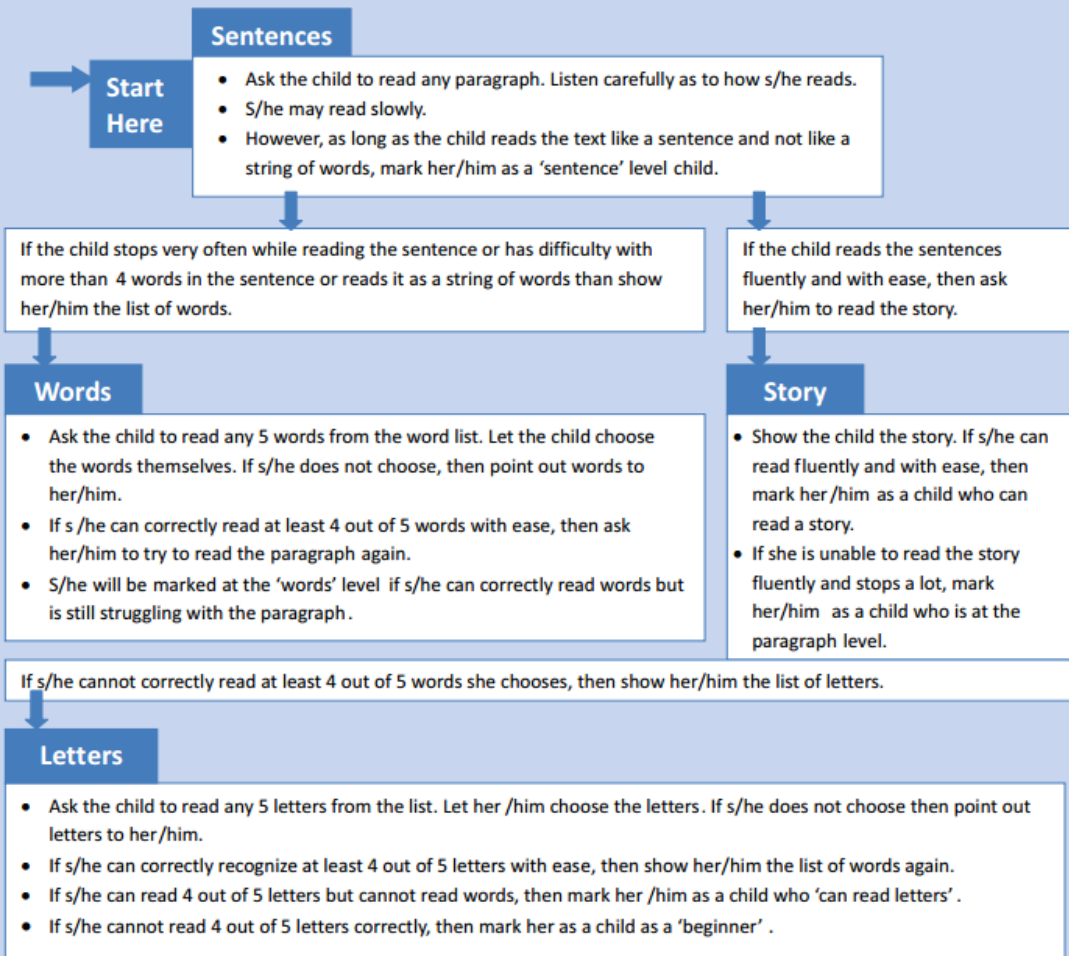 Sentences
Start
Here
• Ask the child to read any paragraph. Listen carefully as to how s/he reads.
• S/he may read slowly.
• However, as long as the child reads the text like a sentence and not like a
string of words, mark her/him as a ‘sentence’ level child.
If the child stops very often while reading the sentence or has difficulty with
more than 4 words in the sentence or reads it as a string of words than show
her/him the list of words.
If the child reads the sentences
fluently and with ease, then ask
her/him to read the story.
Words
• Ask the child to read any 5 words from the word list. Let the child choose
the words themselves. If s/he does not choose, then point out words to
her/him.
• If s /he can correctly read at least 4 out of 5 words with ease, then ask
her/him to try to read the paragraph again.
• S/he will be marked at the ‘words’ level if s/he can correctly read words but
is still struggling with the paragraph.
Story
• Show the child the story. If s/he can
read fluently and with ease, then
mark her/him as a child who can
read a story.
• If she is unable to read the story
fluently and stops a lot, mark
her/him as a child who is at the
paragraph level.
If s/he cannot correctly read at least 4 out of 5 words she chooses, then show her/him the list of letters.
Letters
• Ask the child to read any 5 letters from the list. Let her /him choose the letters. If s/he does not choose then point out
letters to her/him.
• If s/he can correctly recognize at least 4 out of 5 letters with ease, then show her/him the list of words again.
• If s/he can read 4 out of 5 letters but cannot read words, then mark her /him as a child who ‘can read letters’ .
• If s/he cannot read 4 out of 5 letters correctly, then mark her as a child as a ‘beginner’ .